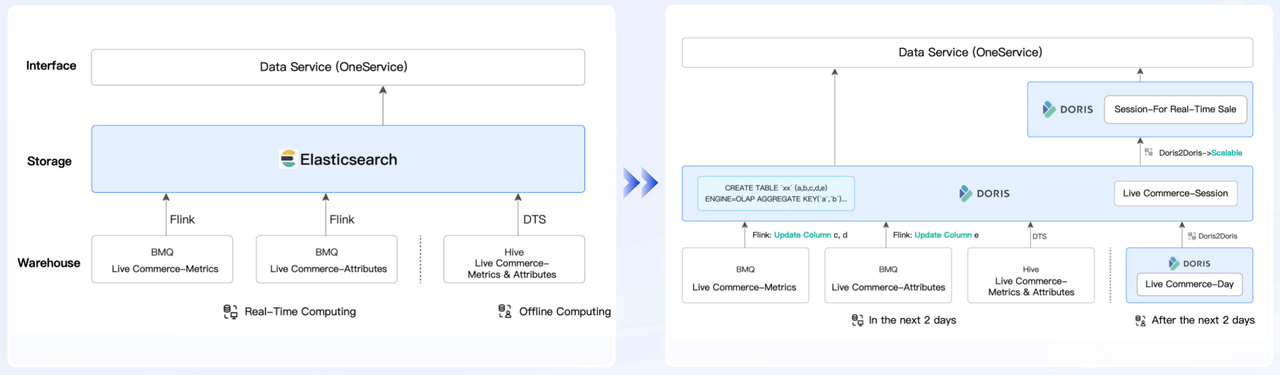 Interface
Data Service (OneService)
Storage
Elasticsearch
Flink
Flink
DTS
Warehouse
BMQ
Live Commerce-Metrics
BMQ
Live Commerce-Attributes
Hive
Live Commerce-
Metrics & Attributes
Real-Time Computing
Offline Computing
Data Service (OneService)
DORIS
Session-For Real-Time Sale
Doris2Doris->Scalable
CREATE TABLE `xx` (a,b,c,d,e)
ENGINE=OLAP AGGREGATE KEY(`a`,`b`)...
DORIS
Live Commerce-Session
Flink: Update Column c, d
Flink: Update Column e
DTS
Doris2Doris
BMQ
Live Commerce-Metrics
BMQ
Live Commerce-Attributes
Hive
Live Commerce-
Metrics & Attributes
DORIS
Live Commerce-Day
In the next 2 days
After the next 2 days